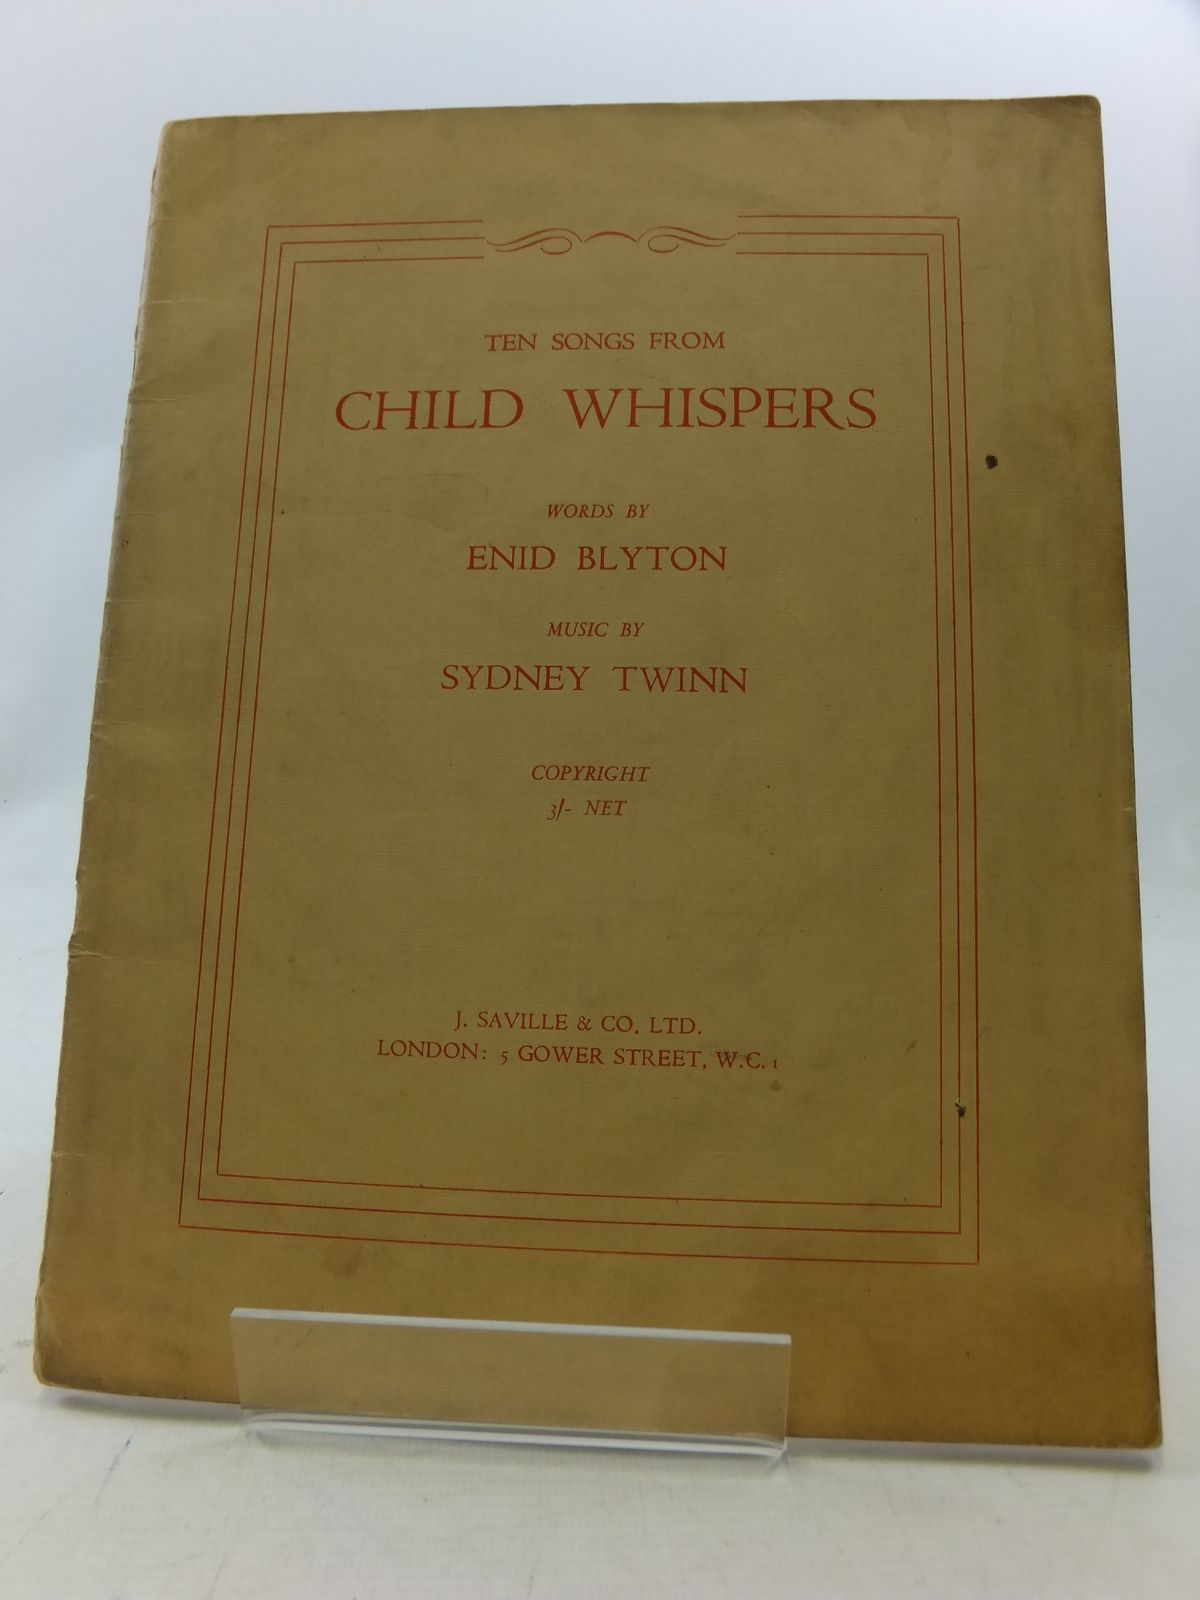 TEN SONGS FROM
CHILD WHISPERS
WORDS BY
ENID BLYTON
MUSIC BY
SYDNEY TWINN
COPYRIGHT
3/- NET
J. SAVILLE & CO. LTD.
LONDON: 5 GOWER STREET, W.C. 1